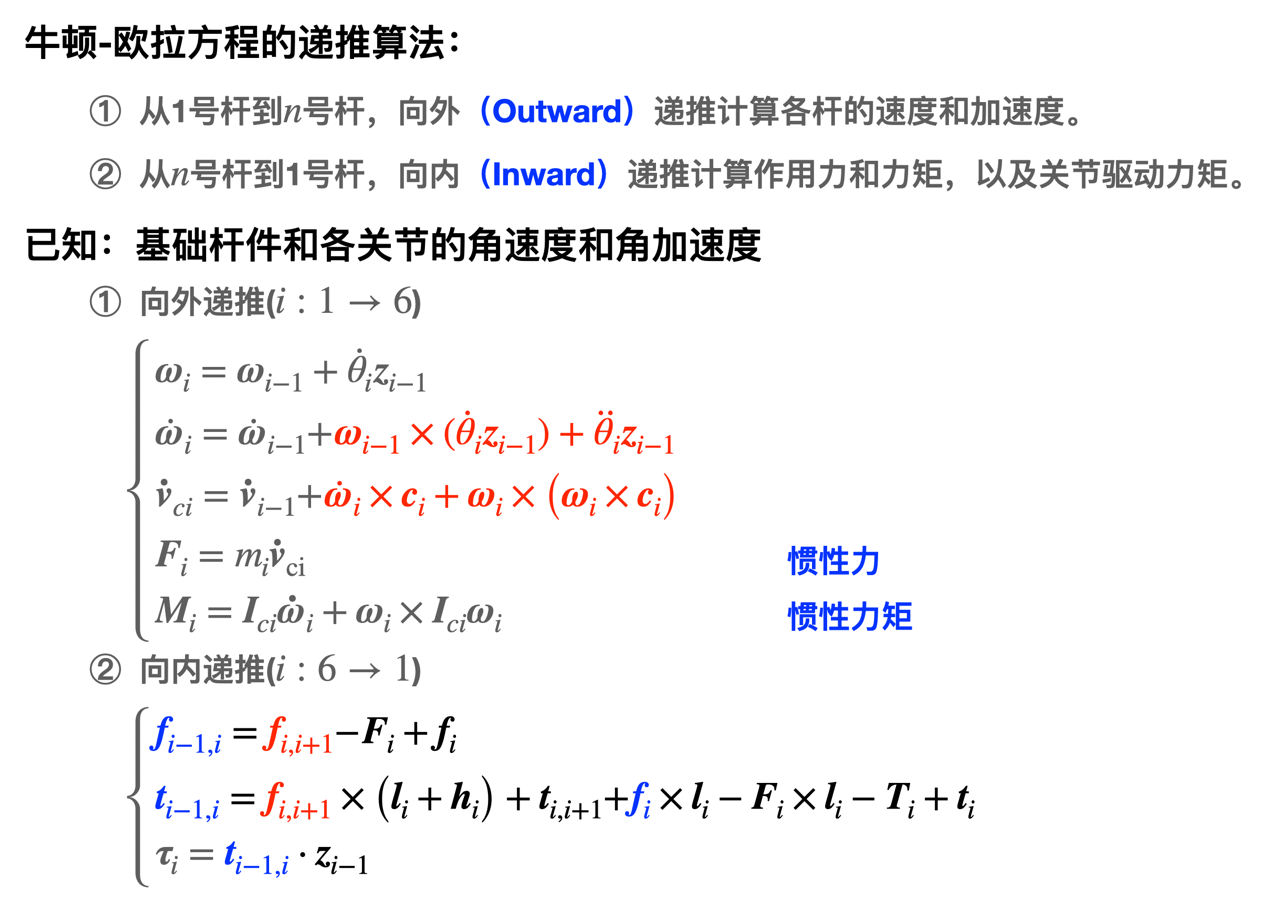 牛顿-欧拉方程的递推算法：
① 从1号杆到n号杆，向外（Outward）递推计算各杆的速度和加速度。
② 从n号杆到1号杆，向内（Inward）递推计算作用力和力矩，以及关节驱动力矩。
已知：基础杆件和各关节的角速度和角加速度
① 向外递推(i : 1 → 6)
ω_i = ω_{i−1} + θ̇_i z_{i−1}
ω̇_i = ω̇_{i−1}+ω_{i−1} × (θ̇_i z_{i−1}) + θ̈_i z_{i−1}
v̇_{ci} = v̇_{i−1}+ω̇_i × c_i + ω_i × (ω_i × c_i)
F_i = m_i v̇_{ci} 惯性力
M_i = I_{ci} ω̇_i + ω_i × I_{ci} ω_i 惯性力矩
② 向内递推(i : 6 → 1)
f_{i−1,i} = f_{i,i+1}−F_i + f_i
t_{i−1,i} = f_{i,i+1} × (l_i + h_i) + t_{i,i+1}+f_i × l_i − F_i × l_i − T_i + t_i
τ_i = t_{i−1,i} · z_{i−1}